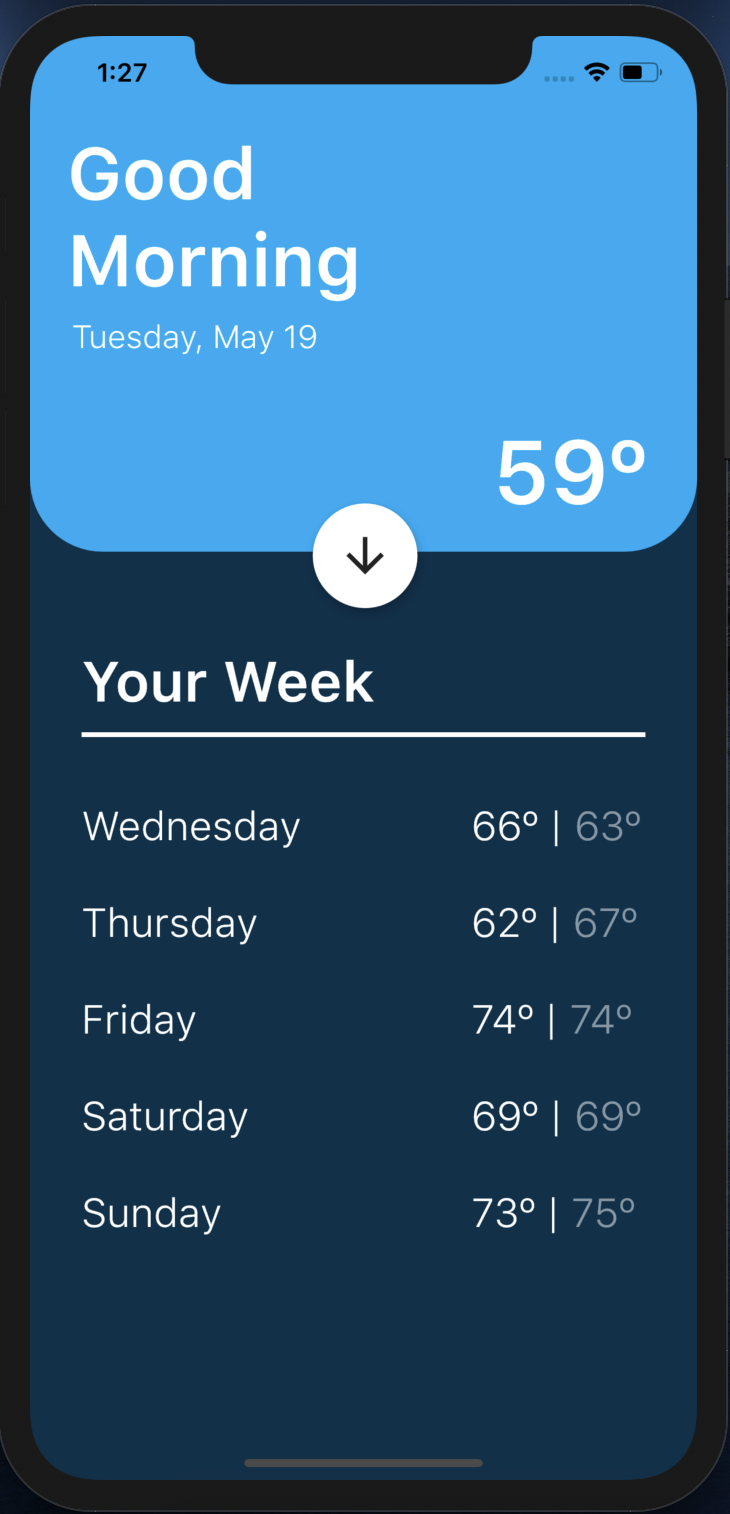 1:27
Good
Morning
Tuesday, May 19
59º
Your Week
Wednesday 66º | 63º
Thursday 62º | 67º
Friday 74º | 74º
Saturday 69º | 69º
Sunday 73º | 75º